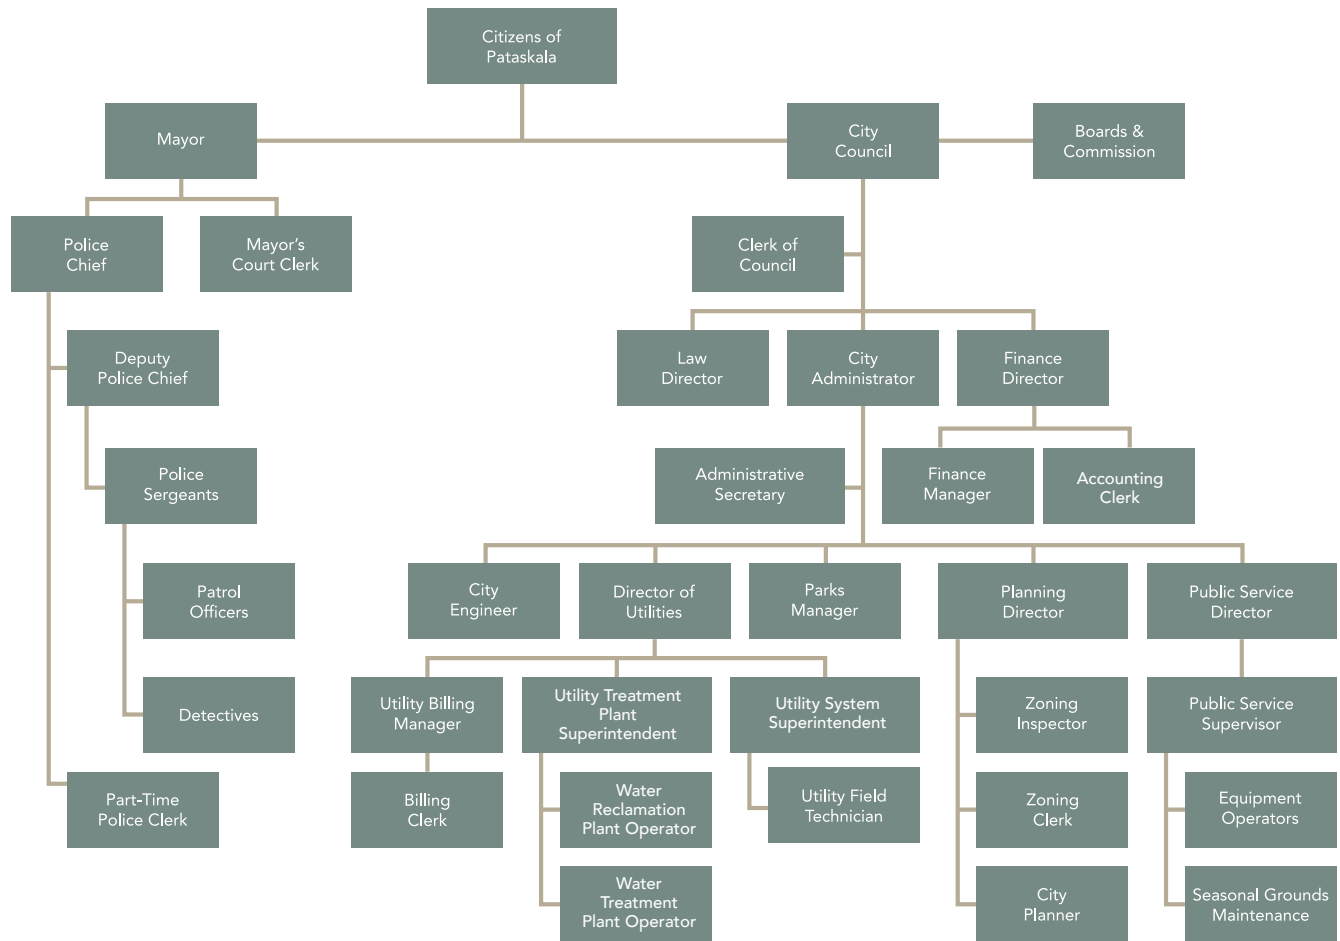 Citizens of
Pataskala
Mayor
City
Council
Boards &
Commission
Police
Chief
Mayor's
Court Clerk
Clerk of
Council
Deputy
Police Chief
Law
Director
City
Administrator
Finance
Director
Police
Sergeants
Administrative
Secretary
Finance
Manager
Accounting
Clerk
Patrol
Officers
City
Engineer
Director of
Utilities
Parks
Manager
Planning
Director
Public Service
Director
Detectives
Utility Billing
Manager
Utility Treatment
Plant
Superintendent
Utility System
Superintendent
Zoning
Inspector
Public Service
Supervisor
Part-Time
Police Clerk
Billing
Clerk
Water
Reclamation
Plant Operator
Utility Field
Technician
Zoning
Clerk
Equipment
Operators
Water
Treatment
Plant Operator
City
Planner
Seasonal Grounds
Maintenance